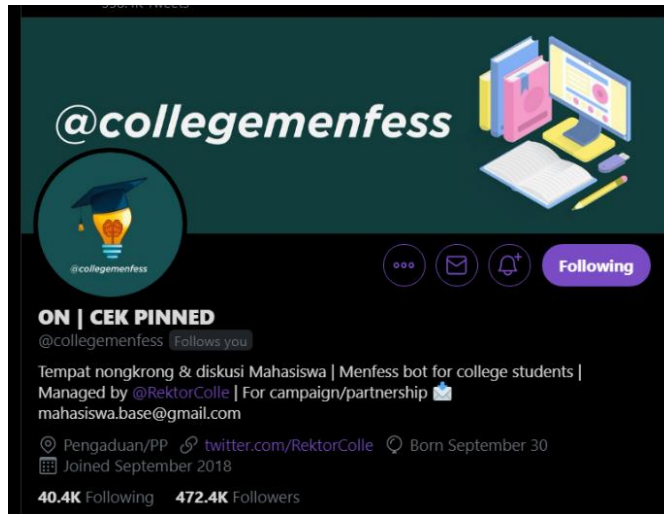 @collegemenfess
@collegemenfess
Following
ON | CEK PINNED
@collegemenfess Follows you
Tempat nongkrong & diskusi Mahasiswa | Menfess bot for college students |
Managed by @RektorColle | For campaign/partnership 📩
mahasiswa.base@gmail.com
Pengaduan/PP twitter.com/RektorColle Born September 30
Joined September 2018
40.4K Following 472.4K Followers